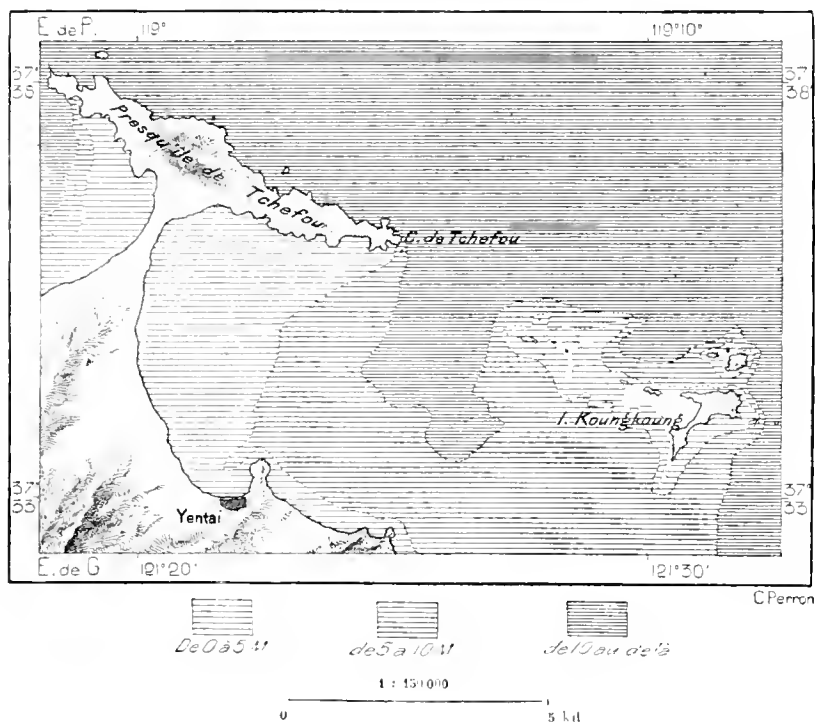 E. de P. 119° 119°10'
37° 38' 37° 38'
Presqu'île de Tchefou
C. de Tchefou
I. Koungkoung
37° 33' 37° 33'
Yentaï
E. de G 121°20' 121°30'
C Perron
De 0 à 5 M de 5 à 10 M de 10 au delà
1 : 150 000
0 5 kil